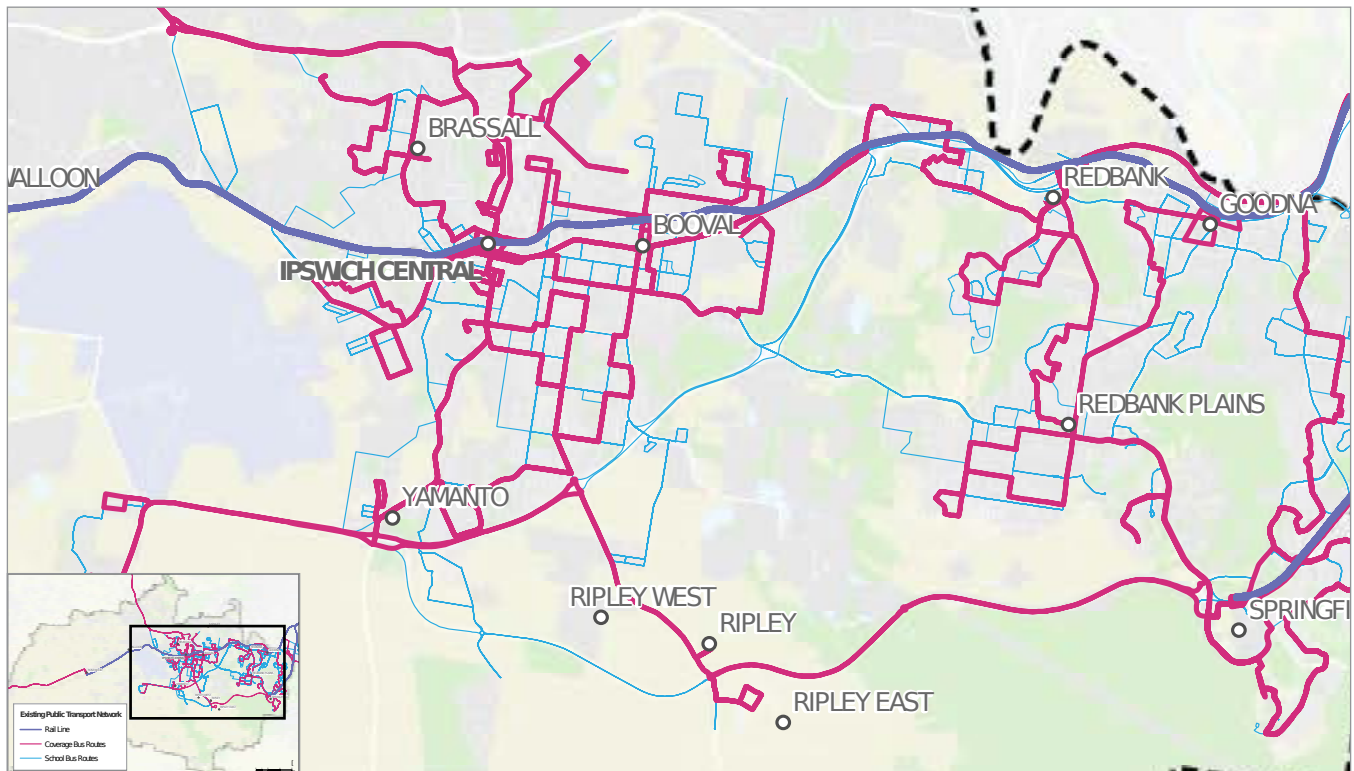 BRASSALL
WALLOON
REDBANK
GOODNA
BOOVAL
IPSWICH CENTRAL
REDBANK PLAINS
YAMANTO
RIPLEY WEST
SPRINGFI
RIPLEY
RIPLEY EAST
Existing Public Transport Network
Rail Line
Coverage Bus Routes
School Bus Routes